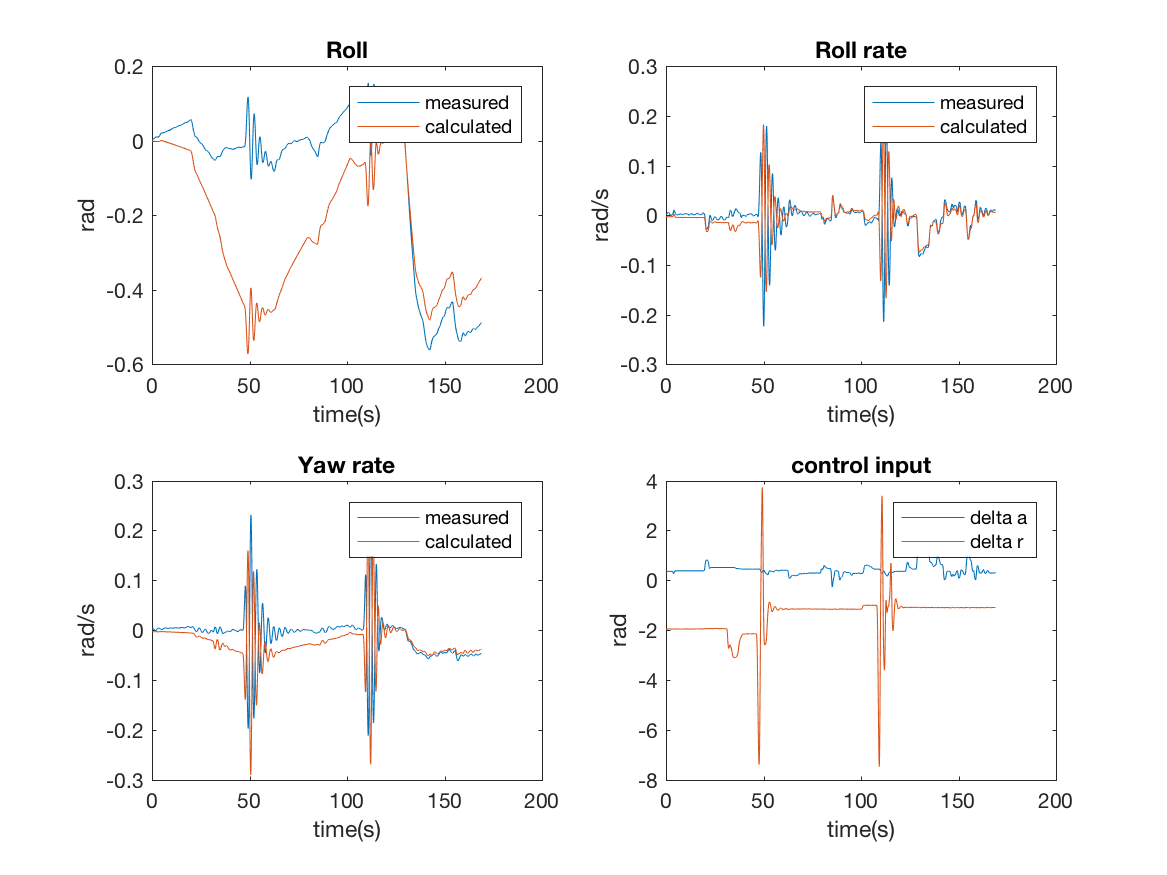 Roll
0.2
0
-0.2
-0.4
-0.6
rad
measured
calculated
0 50 100 150 200
time(s)
Roll rate
0.3
0.2
0.1
0
-0.1
-0.2
-0.3
rad/s
measured
calculated
0 50 100 150 200
time(s)
Yaw rate
0.3
0.2
0.1
0
-0.1
-0.2
-0.3
rad/s
measured
calculated
0 50 100 150 200
time(s)
control input
4
2
0
-2
-4
-6
-8
rad
delta a
delta r
0 50 100 150 200
time(s)